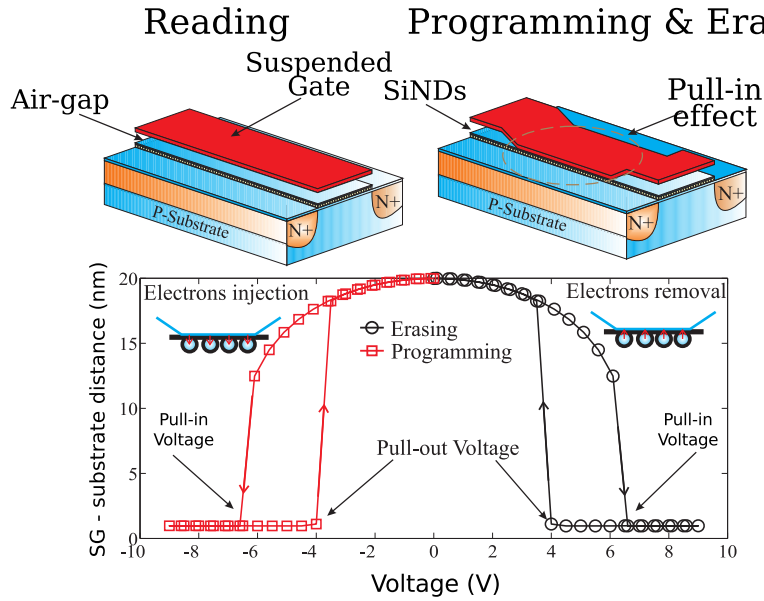 Reading
Programming & Era
Suspended
Gate
Air-gap
SiNDs
Pull-in
effect
P-Substrate
N+
N+
P-Substrate
N+
N+
SG - substrate distance (nm)
20
15
10
5
0
Electrons injection
Electrons removal
Erasing
Programming
Pull-in
Voltage
Pull-out Voltage
Pull-in
Voltage
-10
-8
-6
-4
-2
0
2
4
6
8
10
Voltage (V)